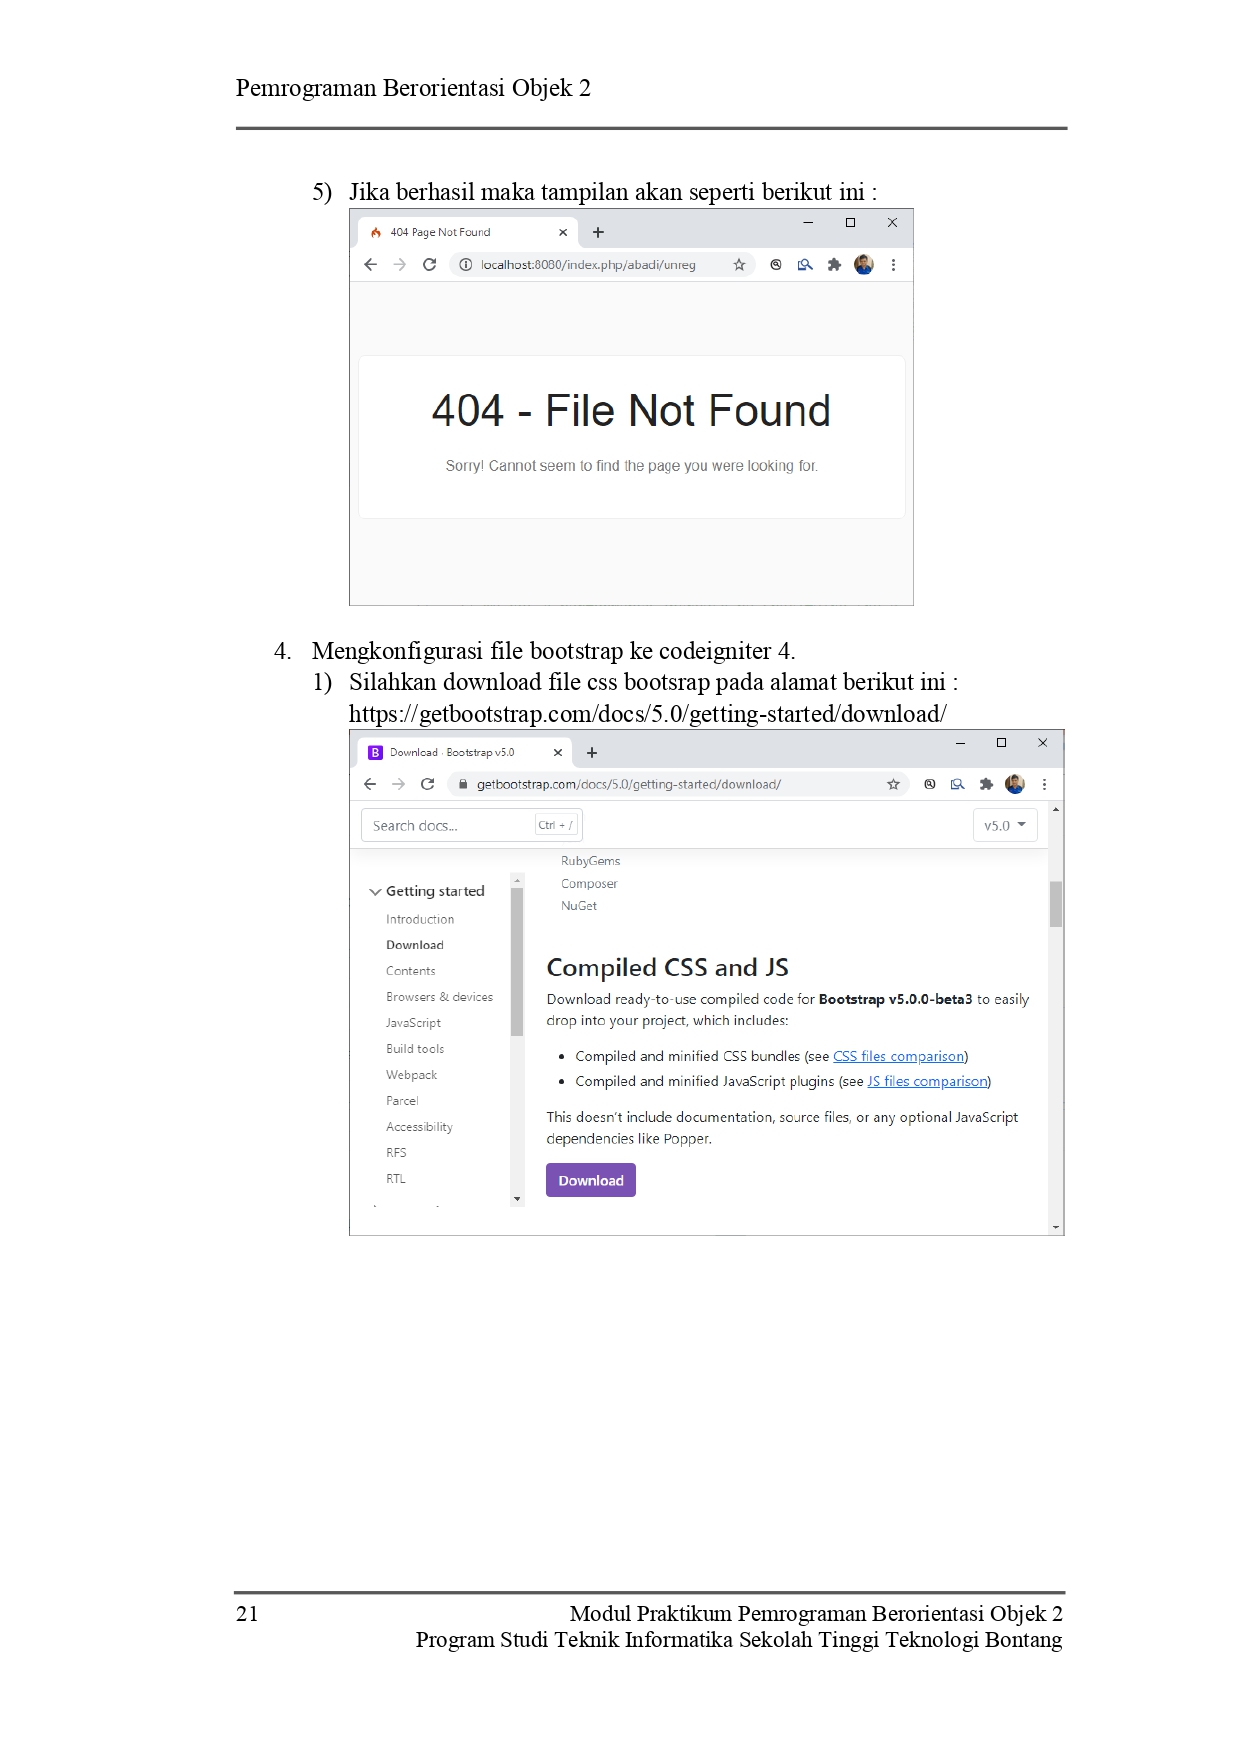 Pemrograman Berorientasi Objek 2
5) Jika berhasil maka tampilan akan seperti berikut ini :
404 Page Not Found
localhost:8080/index.php/abadi/unreg
404 - File Not Found
Sorry! Cannot seem to find the page you were looking for.
4. Mengkonfigurasi file bootstrap ke codeigniter 4.
1) Silahkan download file css bootsrap pada alamat berikut ini :
https://getbootstrap.com/docs/5.0/getting-started/download/
B Download · Bootstrap v5.0
getbootstrap.com/docs/5.0/getting-started/download/
Search docs... Ctrl + / v5.0
Getting started
Introduction
Download
Contents
Browsers & devices
JavaScript
Build tools
Webpack
Parcel
Accessibility
RFS
RTL
RubyGems
Composer
NuGet
Compiled CSS and JS
Download ready-to-use compiled code for Bootstrap v5.0.0-beta3 to easily
drop into your project, which includes:
• Compiled and minified CSS bundles (see CSS files comparison)
• Compiled and minified JavaScript plugins (see JS files comparison)
This doesn't include documentation, source files, or any optional JavaScript
dependencies like Popper.
Download
21 Modul Praktikum Pemrograman Berorientasi Objek 2
Program Studi Teknik Informatika Sekolah Tinggi Teknologi Bontang